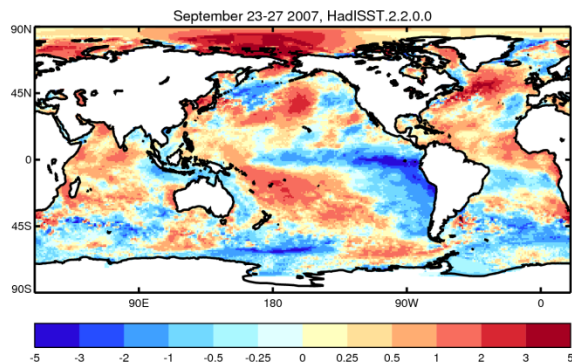 September 23-27 2007, HadISST.2.2.0.0
90N
45N
0
45S
90S
90E 180 90W 0
-5 -3 -2 -1 -0.5 -0.25 0 0.25 0.5 1 2 3 5